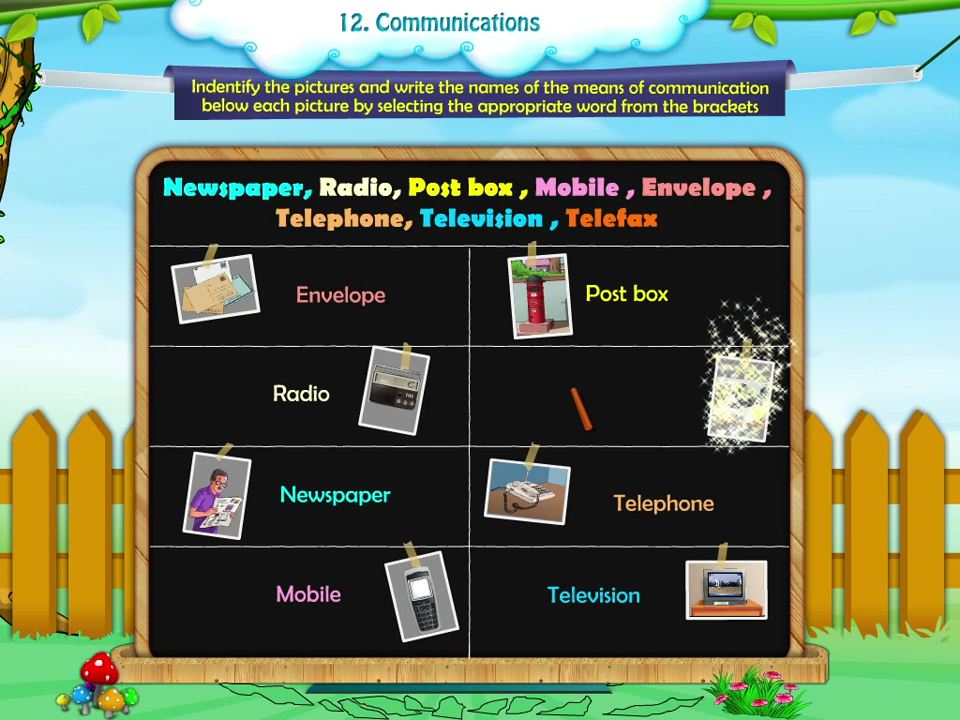 12. Communications
Indentify the pictures and write the names of the means of communication
below each picture by selecting the appropriate word from the brackets
Newspaper, Radio, Post box , Mobile , Envelope ,
Telephone, Television , Telefax
Envelope
Post box
Radio
Newspaper
Telephone
Mobile
Television